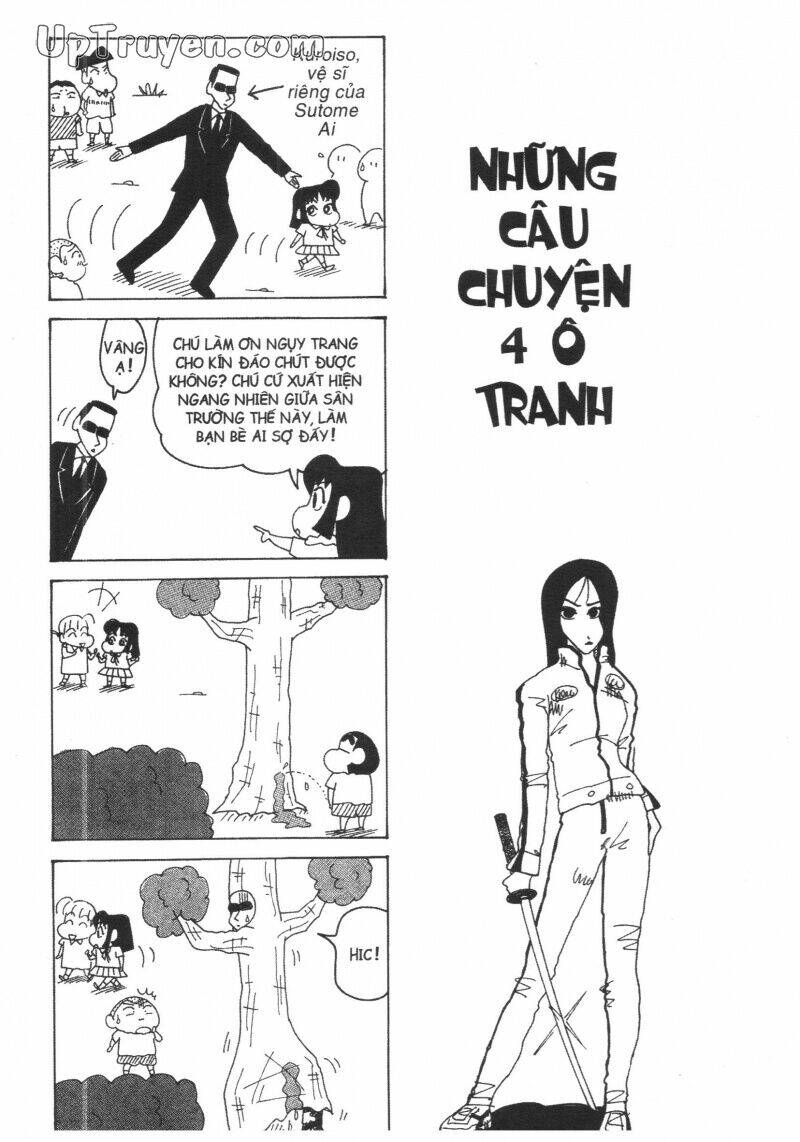 UpTruyen.com
Kuroiso,
vệ sĩ
riêng của
Sutome
Ai
VÂNG
Ạ!
CHÚ LÀM ƠN NGỤY TRANG
CHO KÍN ĐÁO CHÚT ĐƯỢC
KHÔNG? CHÚ CỨ XUẤT HIỆN
NGANG NHIÊN GIỮA SÂN
TRƯỜNG THẾ NÀY, LÀM
BẠN BÈ AI SỢ ĐẤY!
HIC!
NHỮNG
CÂU
CHUYỆN
4 Ô
TRANH